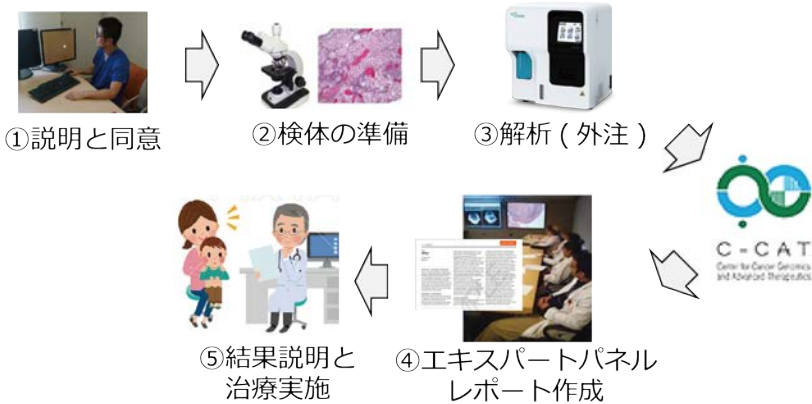 ①説明と同意
②検体の準備
③解析 ( 外注 )
C-CAT
Center for Cancer Genomics
and Advanced Therapeutics
④エキスパートパネル
レポート作成
⑤結果説明と
治療実施